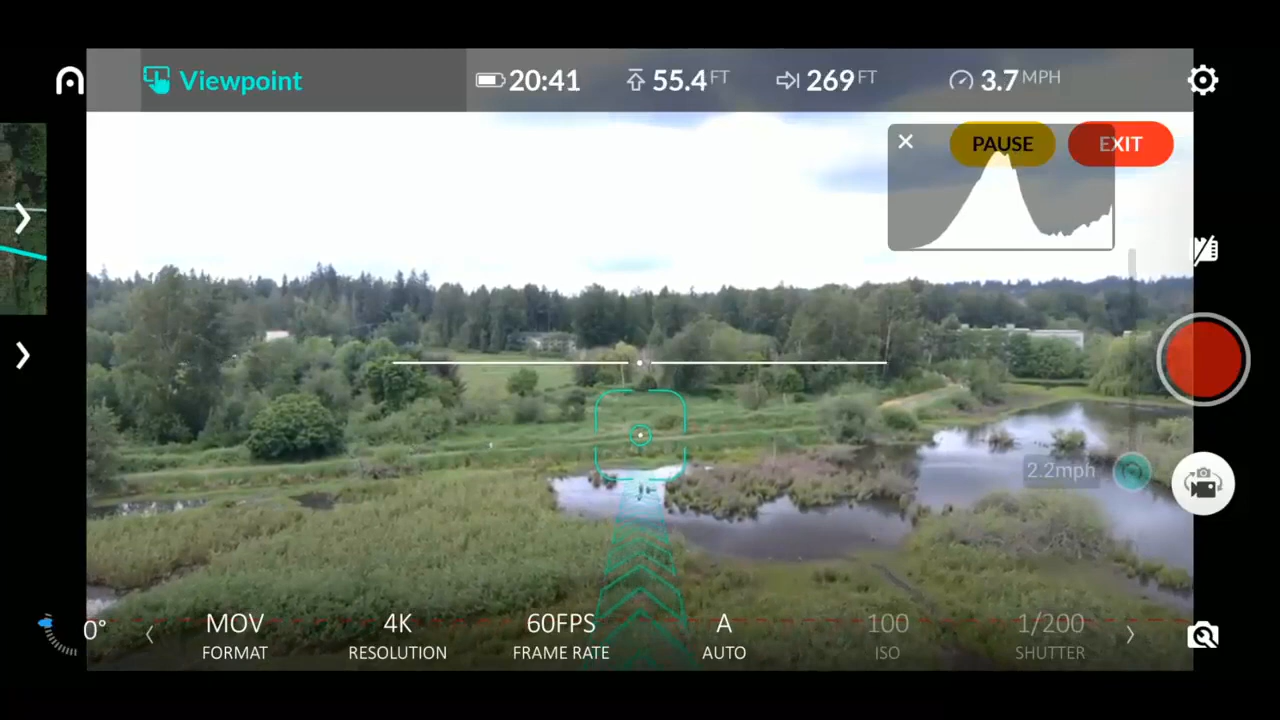 Viewpoint
20:41
55.4 FT
269 FT
3.7 MPH
PAUSE
EXIT
2.2mph
0°
MOV
4K
60FPS
A
100
1/200
FORMAT
RESOLUTION
FRAME RATE
AUTO
ISO
SHUTTER